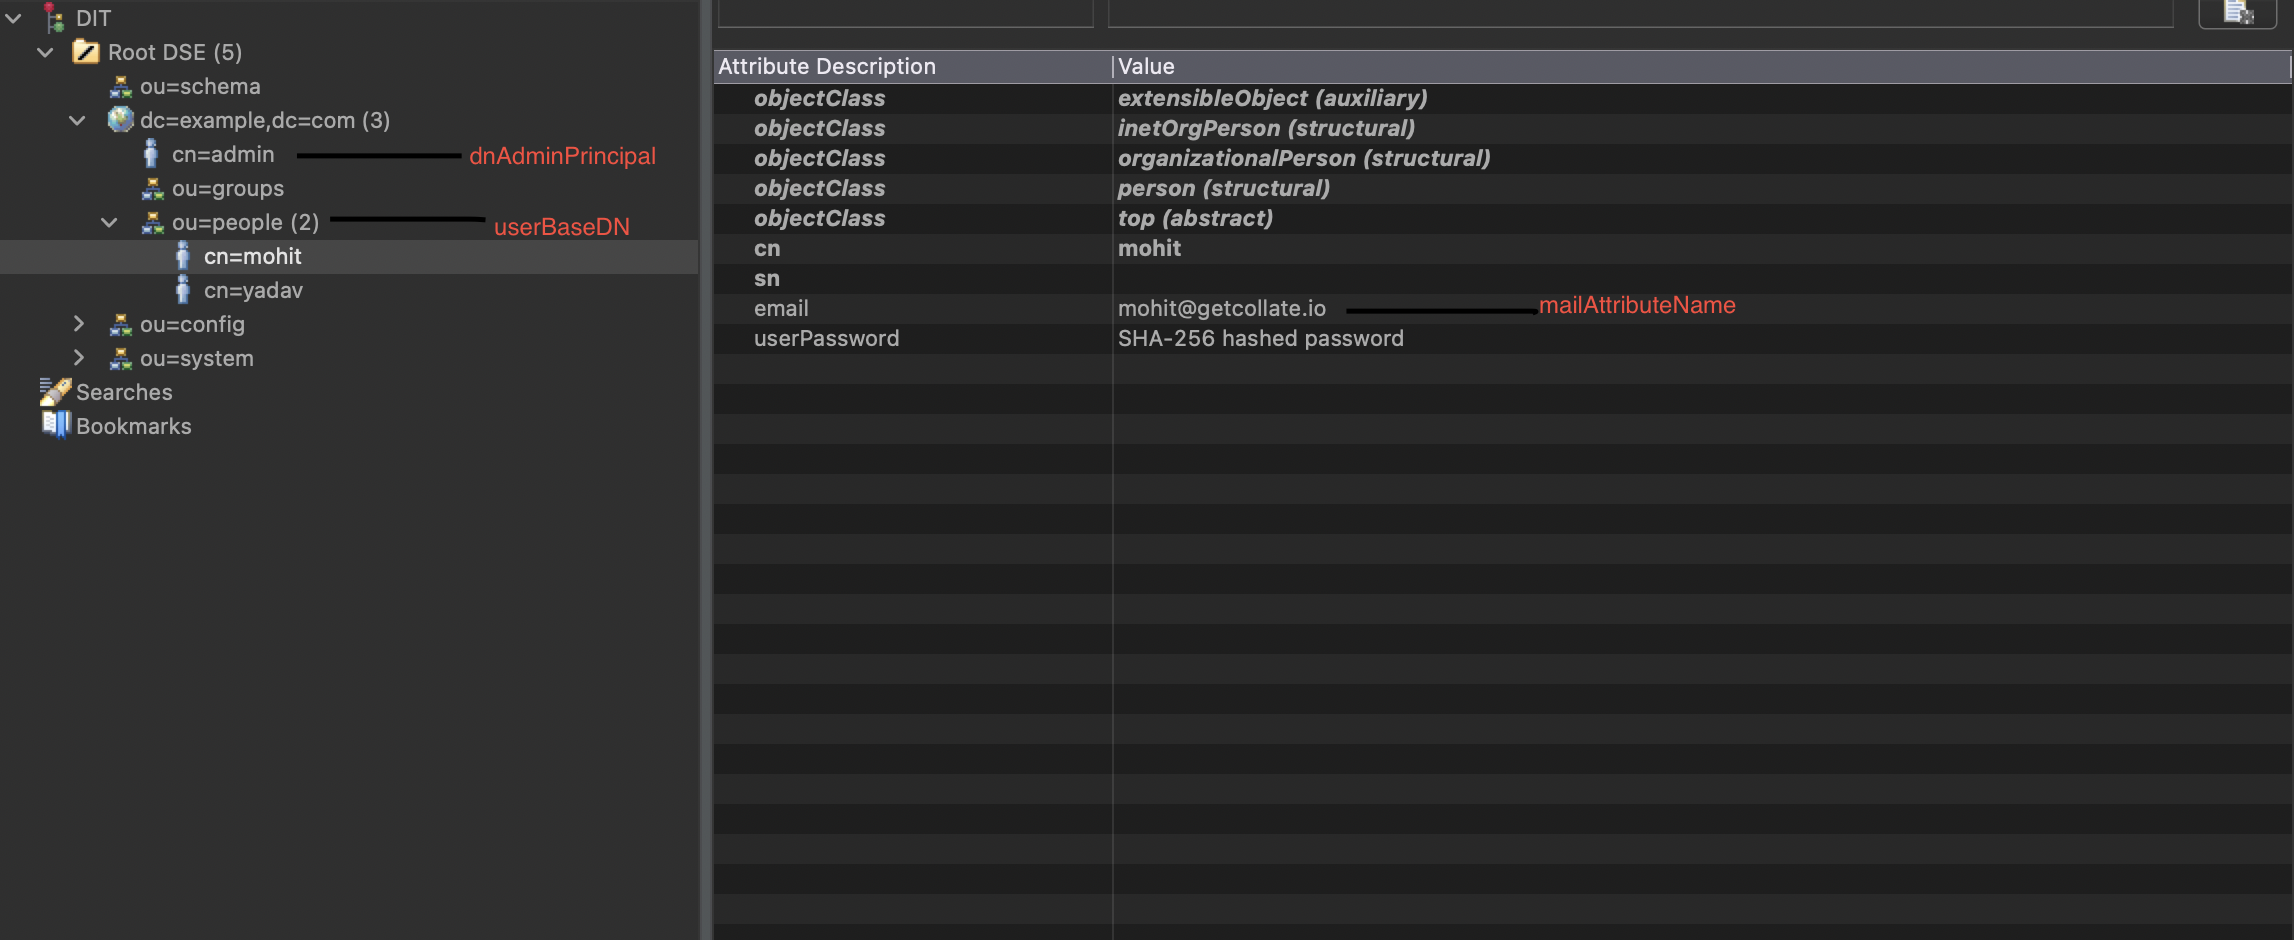 DIT
Root DSE (5)
ou=schema
dc=example,dc=com (3)
cn=admin dnAdminPrincipal
ou=groups
ou=people (2) userBaseDN
cn=mohit
cn=yadav
ou=config
ou=system
Searches
Bookmarks
Attribute Description Value
objectClass extensibleObject (auxiliary)
objectClass inetOrgPerson (structural)
objectClass organizationalPerson (structural)
objectClass person (structural)
objectClass top (abstract)
cn mohit
sn
email mohit@getcollate.io mailAttributeName
userPassword SHA-256 hashed password